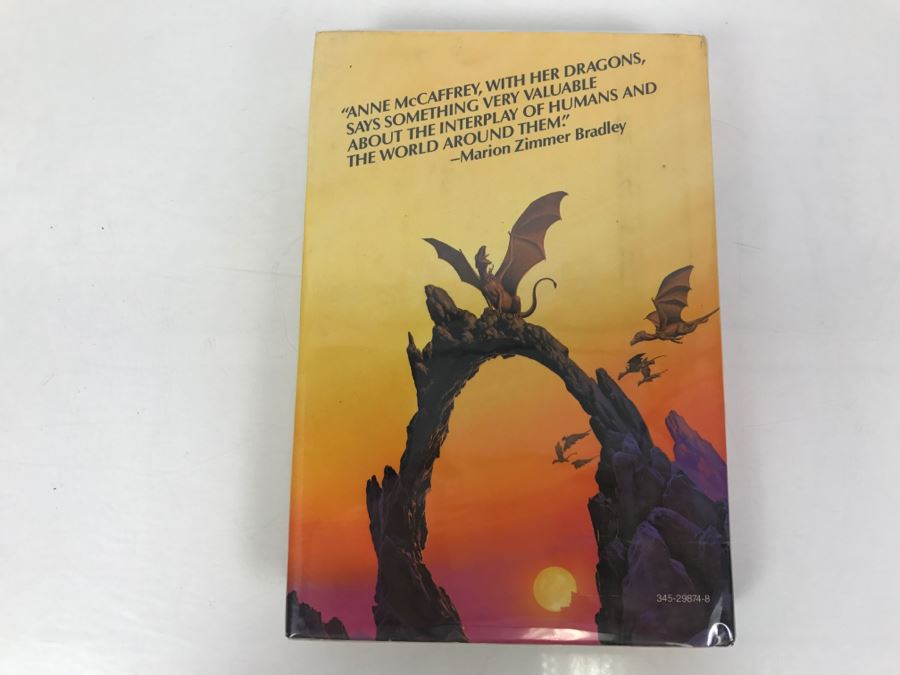 “ANNE McCAFFREY, WITH HER DRAGONS,
SAYS SOMETHING VERY VALUABLE
ABOUT THE INTERPLAY OF HUMANS AND
THE WORLD AROUND THEM.”
—Marion Zimmer Bradley
345-29874-8